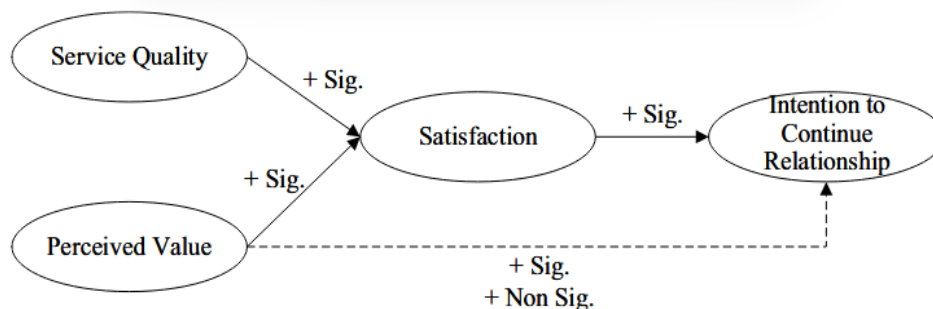 Service Quality
+ Sig.
Satisfaction
+ Sig.
Intention to
Continue
Relationship
+ Sig.
Perceived Value
+ Sig.
+ Non Sig.